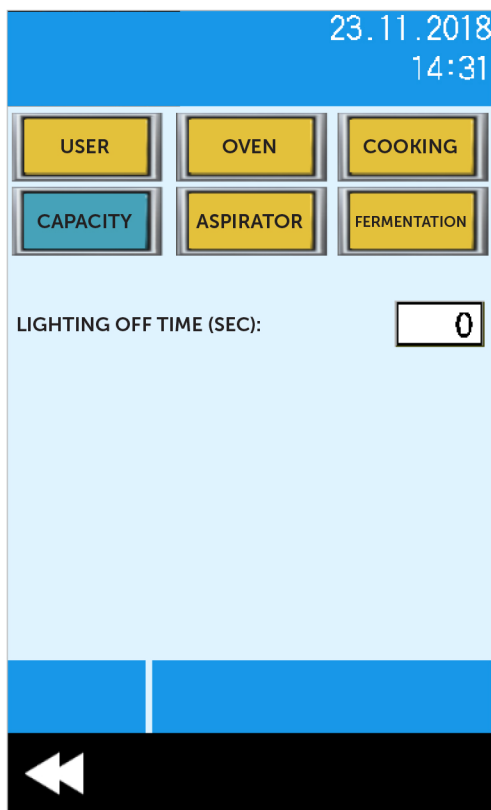 23.11.2018
14:31
USER OVEN COOKING
CAPACITY ASPIRATOR FERMENTATION
LIGHTING OFF TIME (SEC): 0